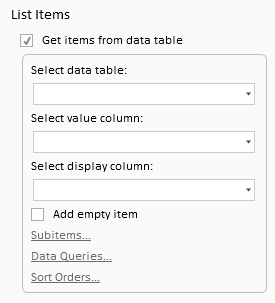 List Items
Get items from data table
Select data table:
Select value column:
Select display column:
Add empty item
Subitems...
Data Queries...
Sort Orders...